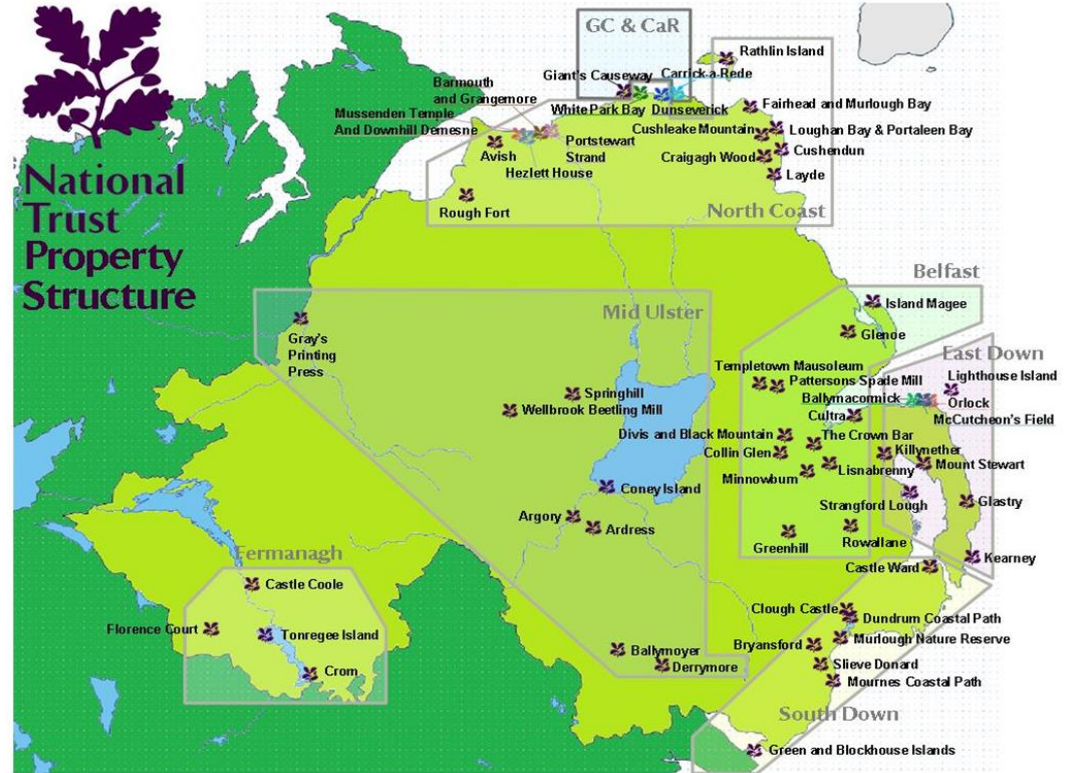 National
Trust
Property
Structure
GC & CaR
Rathlin Island
Giant's Causeway
Carrick-a-Rede
Barmouth
and Grangemore
White Park Bay
Dunseverick
Fairhead and Murlough Bay
Mussenden Temple
And Downhill Demesne
Cushleake Mountain
Loughan Bay & Portaleen Bay
Portstewart
Strand
Avish
Craigagh Wood
Cushendun
Hezlett House
Layde
Rough Fort
North Coast
Belfast
Island Magee
Mid Ulster
Glenoe
Gray's
Printing
Press
East Down
Templetown Mausoleum
Lighthouse Island
Pattersons Spade Mill
Springhill
Ballymacormick
Orlock
Wellbrook Beetling Mill
Cultra
McCutcheon's Field
Divis and Black Mountain
The Crown Bar
Collin Glen
Killynether
Lisnabrenny
Mount Stewart
Minnowburn
Coney Island
Strangford Lough
Glastry
Argory
Ardress
Greenhill
Rowallane
Fermanagh
Kearney
Castle Ward
Castle Coole
Clough Castle
Dundrum Coastal Path
Florence Court
Tonregee Island
Bryansford
Murlough Nature Reserve
Ballymoyer
Derrymore
Slieve Donard
Crom
Mournes Coastal Path
South Down
Green and Blockhouse Islands